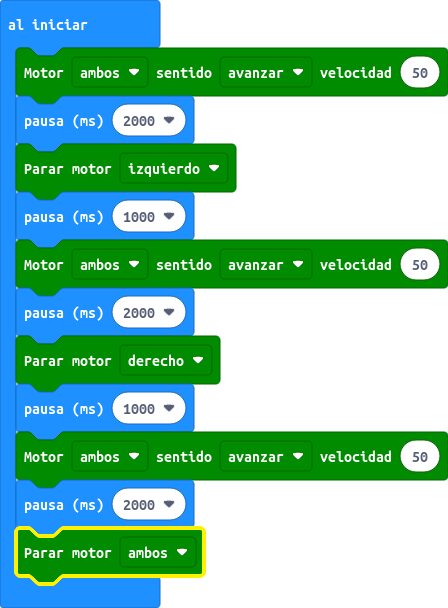 al iniciar
Motor ambos sentido avanzar velocidad 50
pausa (ms) 2000
Parar motor izquierdo
pausa (ms) 1000
Motor ambos sentido avanzar velocidad 50
pausa (ms) 2000
Parar motor derecho
pausa (ms) 1000
Motor ambos sentido avanzar velocidad 50
pausa (ms) 2000
Parar motor ambos